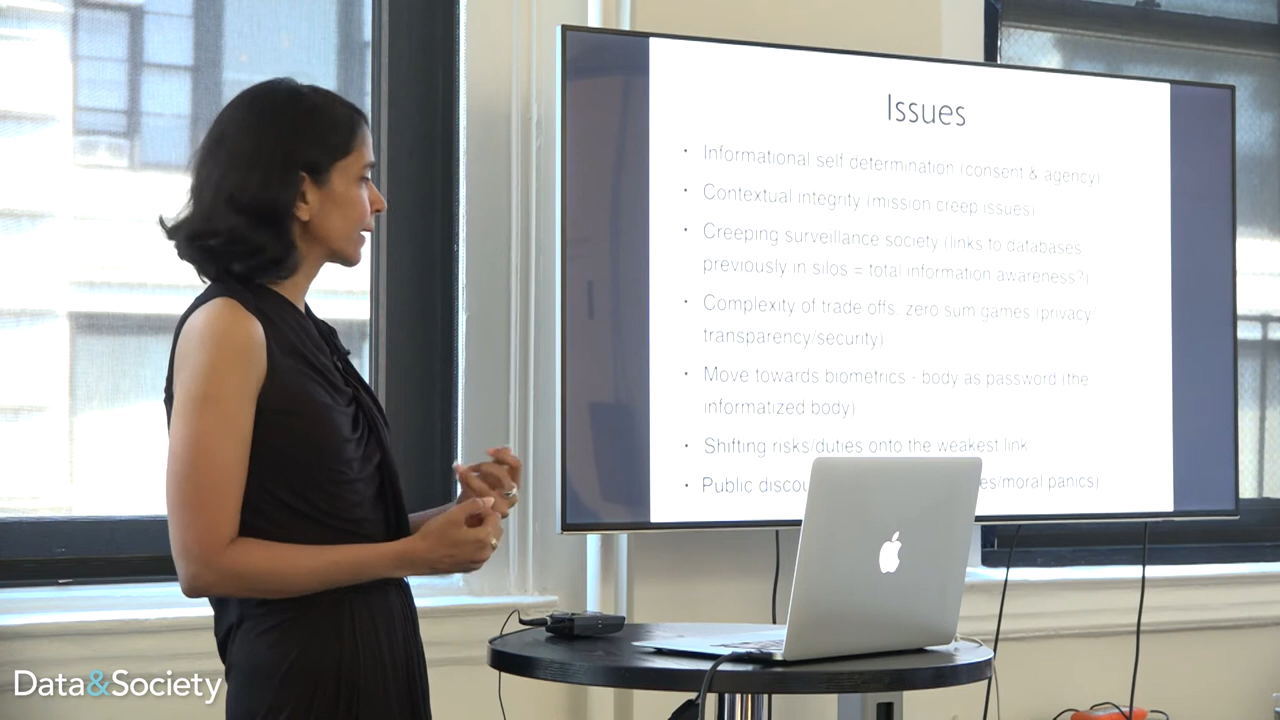 Issues
• Informational self determination (consent & agency)
• Contextual integrity (mission creep issues)
• Creeping surveillance society (links to databases
previously in silos = total information awareness?)
• Complexity of trade offs, zero sum games (privacy/
transparency/security)
• Move towards biometrics - body as password (the
informatized body)
• Shifting risks/duties onto the weakest link
• Public es/moral panics)
Data&Society